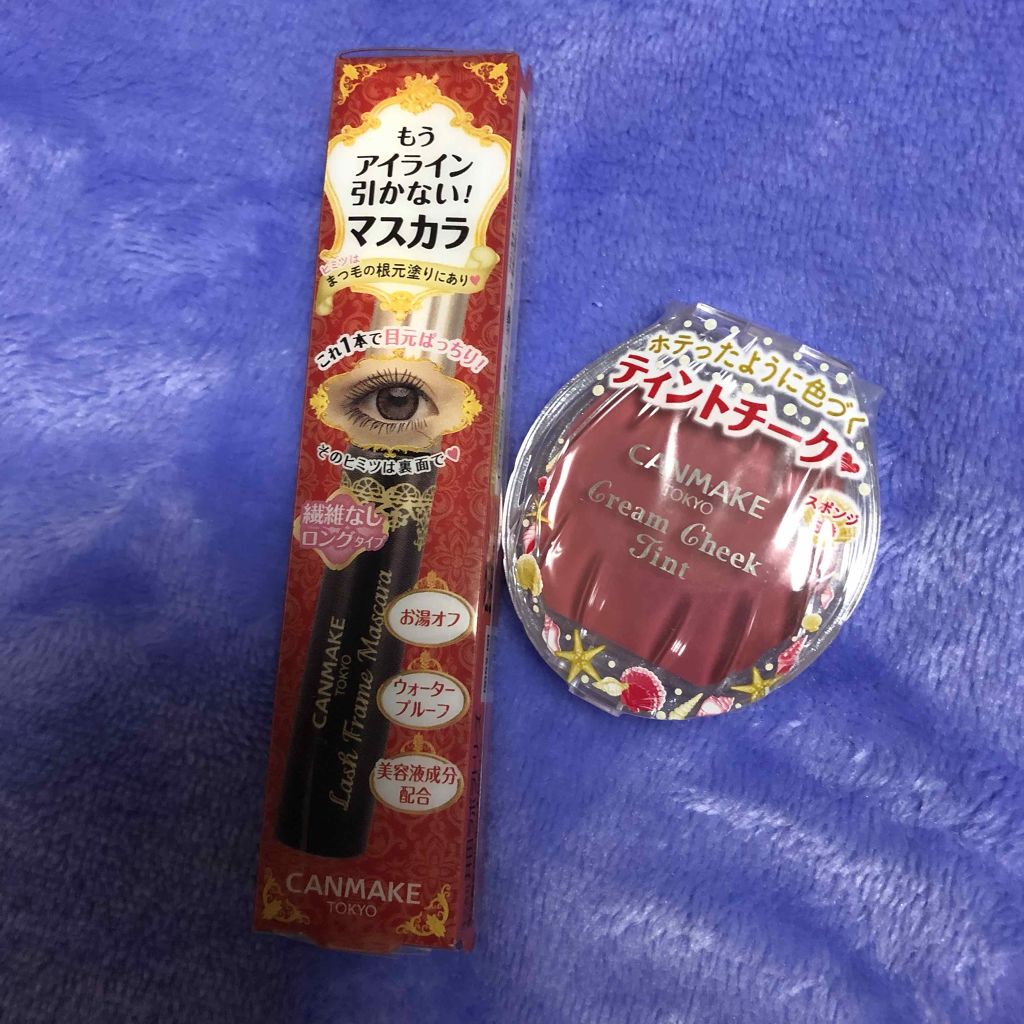 もう
アイライン
引かない!
マスカラ
ヒミツは
まつ毛の根元塗りにあり♥
これ1本で目元ぱっちり!
そのヒミツは裏面で♥
繊維なし
ロングタイプ
CANMAKE
TOKYO
Lash Frame Mascara
お湯オフ
ウォーター
プルーフ
美容液成分
配合
CANMAKE
TOKYO
ホテったように色づく
ティントチーク♥
CANMAKE
TOKYO
Cream Cheek
Tint
スポンジ